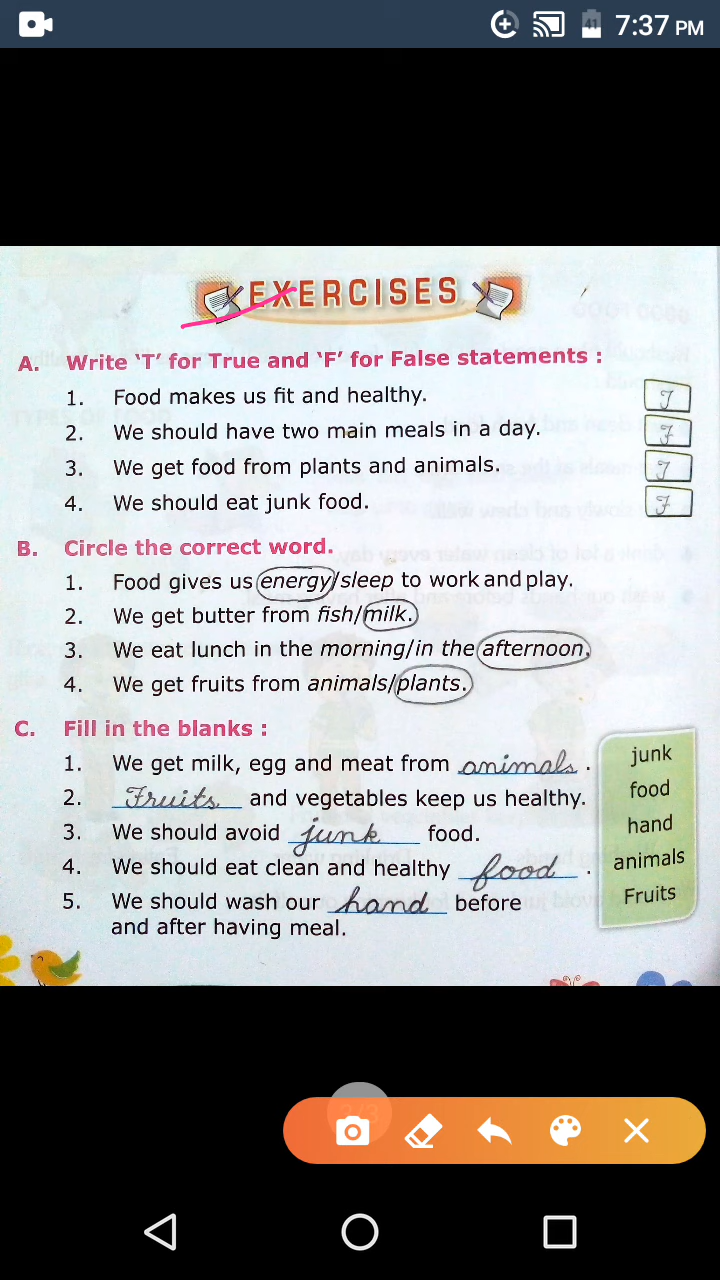 41 7:37 PM
EXERCISES
A. Write ‘T’ for True and ‘F’ for False statements :
1. Food makes us fit and healthy. T
2. We should have two main meals in a day. F
3. We get food from plants and animals. T
4. We should eat junk food. F
B. Circle the correct word.
1. Food gives us energy/sleep to work and play.
2. We get butter from fish/milk.
3. We eat lunch in the morning/in the afternoon.
4. We get fruits from animals/plants.
C. Fill in the blanks :
1. We get milk, egg and meat from animals.
2. Fruits and vegetables keep us healthy.
3. We should avoid junk food.
4. We should eat clean and healthy food.
5. We should wash our hand before
and after having meal.
junk
food
hand
animals
Fruits